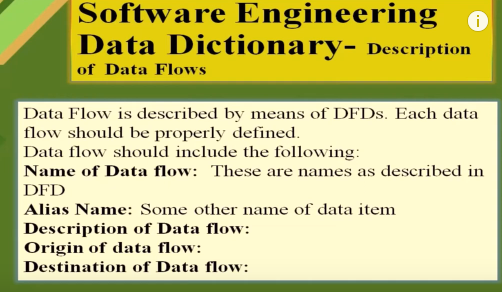 Software Engineering
Data Dictionary- Description
of Data Flows
Data Flow is described by means of DFDs. Each data
flow should be properly defined.
Data flow should include the following:
Name of Data flow: These are names as described in
DFD
Alias Name: Some other name of data item
Description of Data flow:
Origin of data flow:
Destination of Data flow: